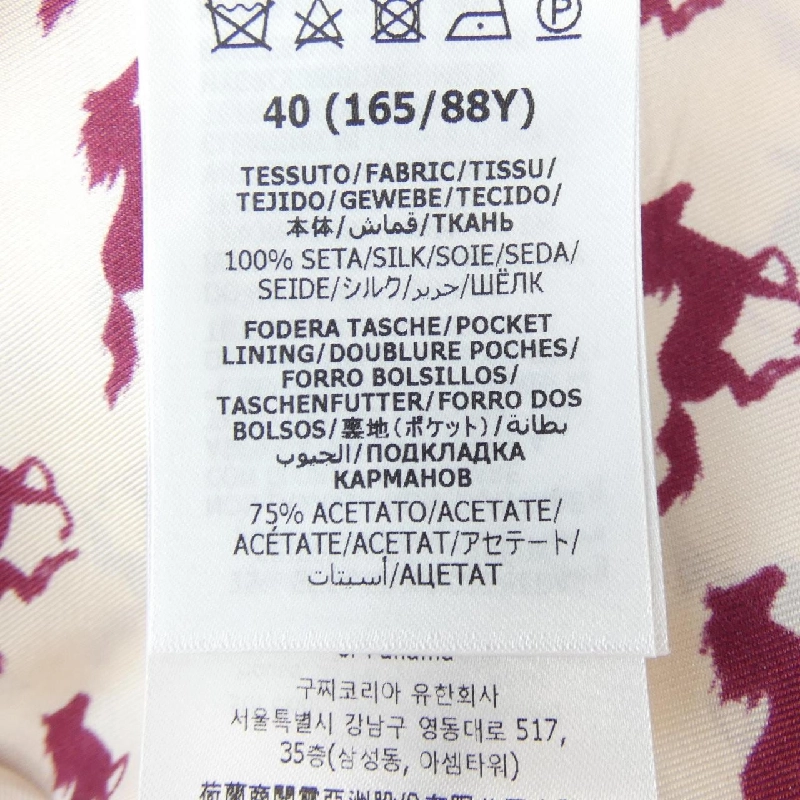 P
40 (165/88Y)
TESSUTO/FABRIC/TISSU/
TEJIDO/GEWEBE/TECIDO/
本体/قماش/ТКАНЬ
100% SETA/SILK/SOIE/SEDA/
SEIDE/シルク/حرير/ШЁЛК
FODERA TASCHE/POCKET
LINING/DOUBLURE POCHES/
FORRO BOLSILLOS/
TASCHENFUTTER/FORRO DOS
BOLSOS/裏地(ポケット)/بطانة
الجيوب/ПОДКЛАДКА
КАРМАНОВ
75% ACETATO/ACETATE/
ACÉTATE/ACETAT/アセテート/
أسيتات/АЦЕТАТ
구찌코리아 유한회사
서울특별시 강남구 영동대로 517,
35층(삼성동, 아셈타워)